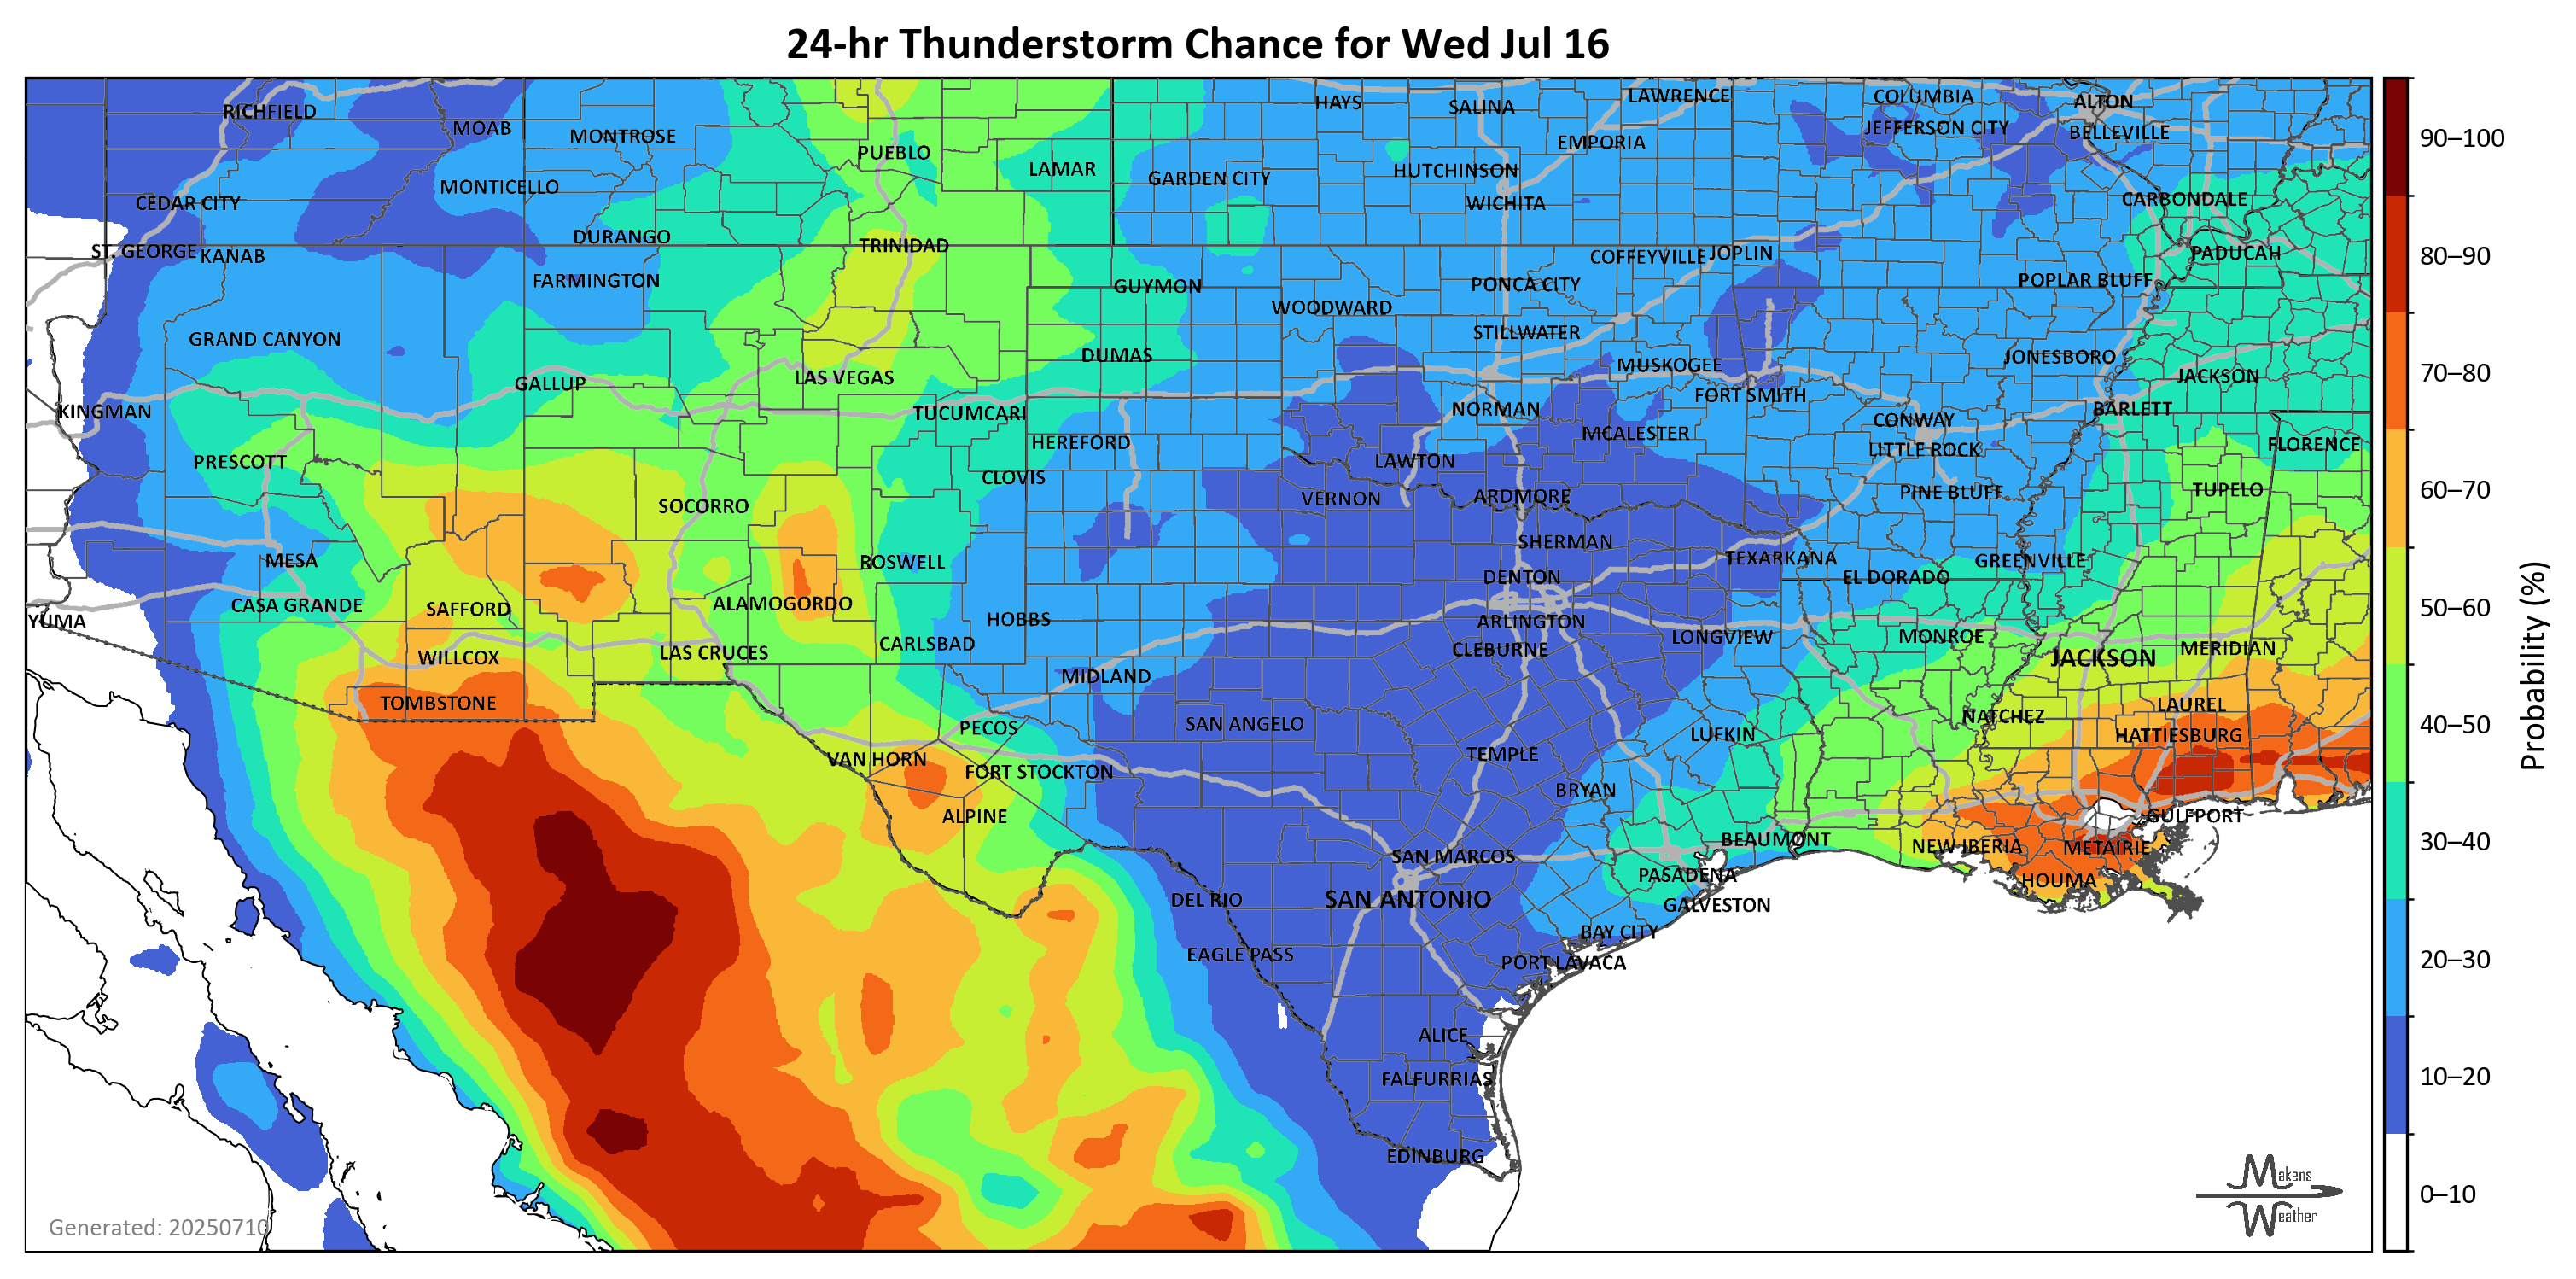 24-hr Thunderstorm Chance for Wed Jul 16
RICHFIELD
MOAB
MONTROSE
PUEBLO
LAMAR
HAYS
SALINA
LAWRENCE
COLUMBIA
ALTON
EMPORIA
JEFFERSON CITY
BELLEVILLE
MONTICELLO
GARDEN CITY
HUTCHINSON
CEDAR CITY
WICHITA
CARBONDALE
ST. GEORGE
KANAB
DURANGO
TRINIDAD
COFFEYVILLE
JOPLIN
PADUCAH
FARMINGTON
GUYMON
PONCA CITY
POPLAR BLUFF
WOODWARD
GRAND CANYON
STILLWATER
DUMAS
MUSKOGEE
JONESBORO
GALLUP
LAS VEGAS
JACKSON
FORT SMITH
KINGMAN
TUCUMCARI
NORMAN
BARLETT
HEREFORD
MCALESTER
CONWAY
FLORENCE
PRESCOTT
CLOVIS
LAWTON
LITTLE ROCK
SOCORRO
VERNON
ARDMORE
PINE BLUFF
TUPELO
MESA
ROSWELL
SHERMAN
TEXARKANA
GREENVILLE
CASA GRANDE
SAFFORD
ALAMOGORDO
DENTON
EL DORADO
YUMA
HOBBS
ARLINGTON
WILLCOX
LAS CRUCES
CARLSBAD
CLEBURNE
LONGVIEW
MONROE
JACKSON
MERIDIAN
TOMBSTONE
MIDLAND
LAUREL
PECOS
SAN ANGELO
NATCHEZ
VAN HORN
TEMPLE
LUFKIN
HATTIESBURG
FORT STOCKTON
BRYAN
ALPINE
GULFPORT
SAN MARCOS
BEAUMONT
NEW IBERIA
METAIRIE
DEL RIO
SAN ANTONIO
PASADENA
HOUMA
GALVESTON
EAGLE PASS
BAY CITY
PORT LAVACA
ALICE
FALFURRIAS
EDINBURG
Generated: 20250710
Makens
Weather
90–100
80–90
70–80
60–70
50–60
40–50
30–40
20–30
10–20
0–10
Probability (%)